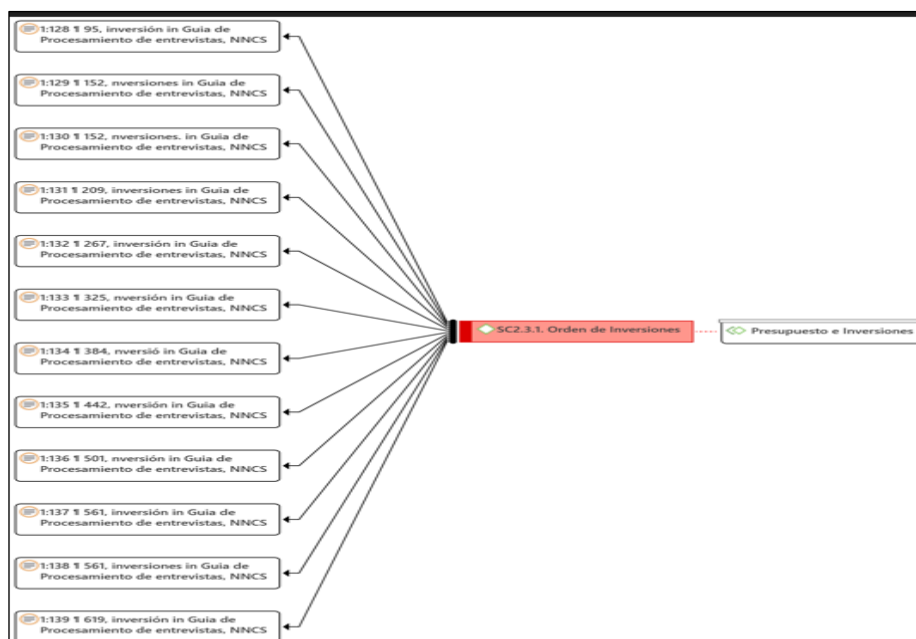 1:128 ¶ 95, inversión in Guia de
Procesamiento de entrevistas, NNCS
1:129 ¶ 152, nversiones in Guia de
Procesamiento de entrevistas, NNCS
1:130 ¶ 152, nversiones. in Guia de
Procesamiento de entrevistas, NNCS
1:131 ¶ 209, inversiones in Guia de
Procesamiento de entrevistas, NNCS
1:132 ¶ 267, inversión in Guia de
Procesamiento de entrevistas, NNCS
1:133 ¶ 325, nversión in Guia de
Procesamiento de entrevistas, NNCS
1:134 ¶ 384, nversió in Guia de
Procesamiento de entrevistas, NNCS
1:135 ¶ 442, nversión in Guia de
Procesamiento de entrevistas, NNCS
1:136 ¶ 501, nversión in Guia de
Procesamiento de entrevistas, NNCS
1:137 ¶ 561, inversión in Guia de
Procesamiento de entrevistas, NNCS
1:138 ¶ 561, inversiones in Guia de
Procesamiento de entrevistas, NNCS
1:139 ¶ 619, inversión in Guia de
Procesamiento de entrevistas, NNCS
SC2.3.1. Orden de Inversiones
Presupuesto e Inversiones